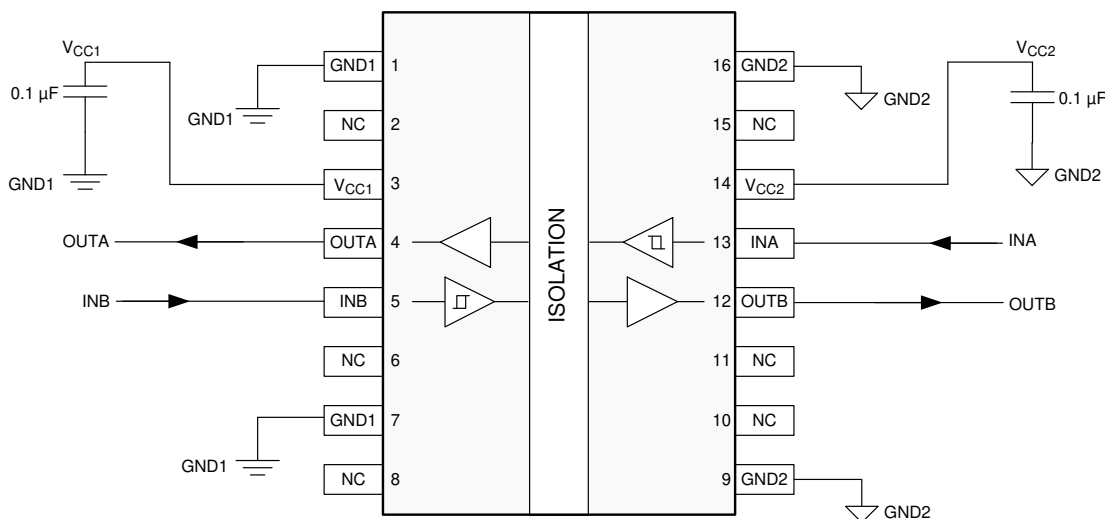 VCC1
VCC2
GND1 1
16 GND2
0.1 µF
0.1 µF
GND1
GND2
NC 2
15 NC
GND1
VCC1 3
14 VCC2
GND2
OUTA
OUTA 4
13 INA
INA
INB
INB 5
12 OUTB
OUTB
ISOLATION
NC 6
11 NC
GND1 7
10 NC
GND1
NC 8
9 GND2
GND2